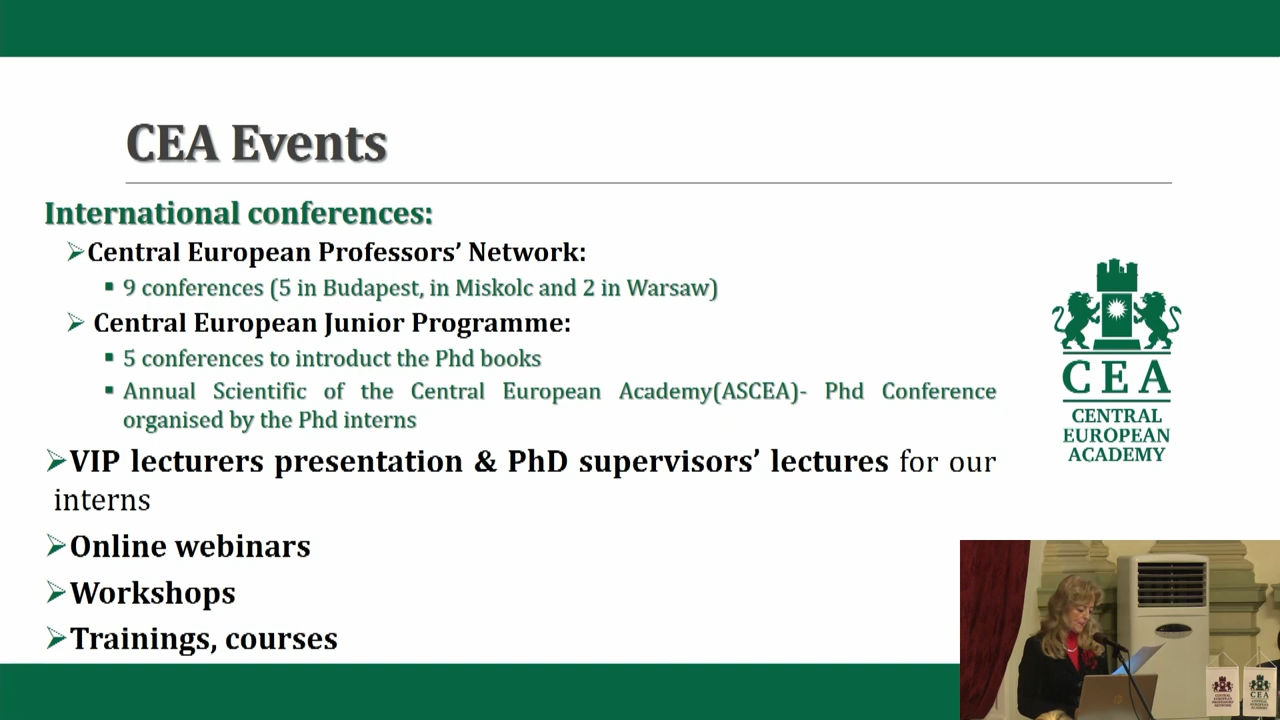 CEA Events
International conferences:
Central European Professors’ Network:
9 conferences (5 in Budapest, in Miskolc and 2 in Warsaw)
Central European Junior Programme:
5 conferences to introduct the Phd books
Annual Scientific of the Central European Academy(ASCEA)- Phd Conference
organised by the Phd interns
VIP lecturers presentation & PhD supervisors’ lectures for our
interns
Online webinars
Workshops
Trainings, courses
CEA
CENTRAL
EUROPEAN
ACADEMY
CEA